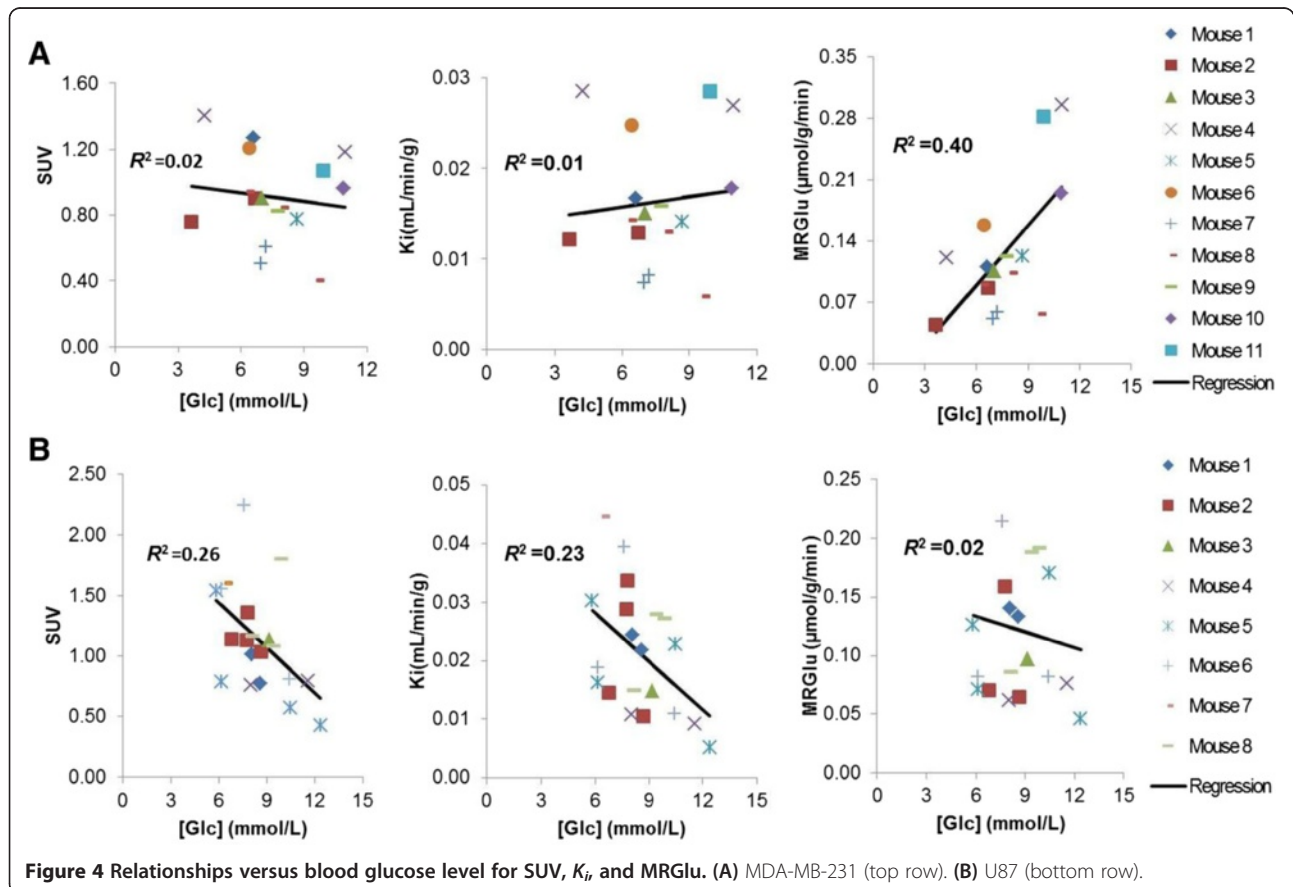 A
SUV
1.60
1.20
0.80
0.40
0.00
R² = 0.02
0 3 6 9 12
[Glc] (mmol/L)
Ki(mL/min/g)
0.03
0.02
0.01
0.00
R² = 0.01
0 3 6 9 12
[Glc] (mmol/L)
MRGlu (μmol/g/min)
0.35
0.28
0.21
0.14
0.07
0.00
R² = 0.40
0 3 6 9 12 15
[Glc] (mmol/L)
Mouse 1
Mouse 2
Mouse 3
Mouse 4
Mouse 5
Mouse 6
Mouse 7
Mouse 8
Mouse 9
Mouse 10
Mouse 11
Regression
B
SUV
2.50
2.00
1.50
1.00
0.50
0.00
R² = 0.26
0 3 6 9 12 15
[Glc] (mmol/L)
Ki(mL/min/g)
0.05
0.04
0.03
0.02
0.01
0.00
R² = 0.23
0 3 6 9 12 15
[Glc] (mmol/L)
MRGlu (μmol/g/min)
0.25
0.20
0.15
0.10
0.05
0.00
R² = 0.02
0 3 6 9 12 15
[Glc] (mmol/L)
Mouse 1
Mouse 2
Mouse 3
Mouse 4
Mouse 5
Mouse 6
Mouse 7
Mouse 8
Regression
Figure 4 Relationships versus blood glucose level for SUV, Ki, and MRGlu. (A) MDA-MB-231 (top row). (B) U87 (bottom row).